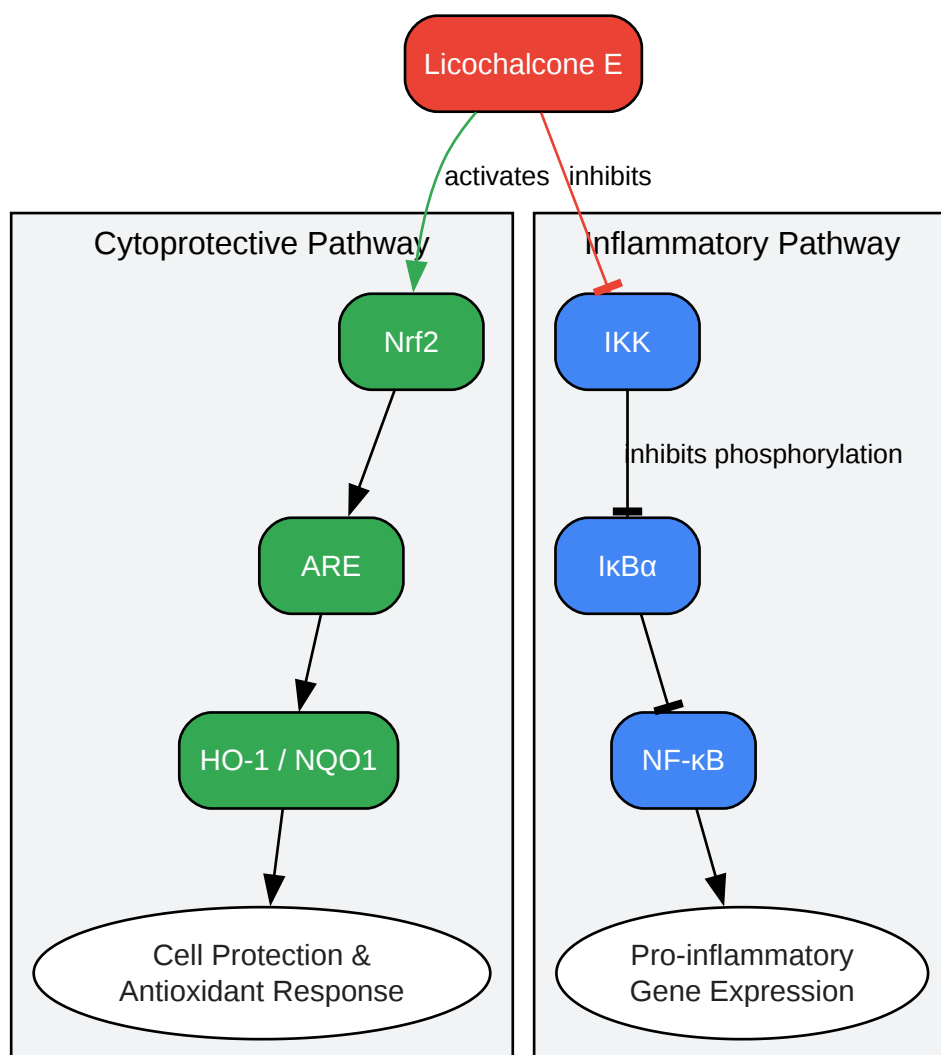 Licochalcone E
activates
inhibits
Cytoprotective Pathway
Inflammatory Pathway
Nrf2
IKK
inhibits phosphorylation
ARE
IκBα
HO-1 / NQO1
NF-κB
Cell Protection &
Antioxidant Response
Pro-inflammatory
Gene Expression